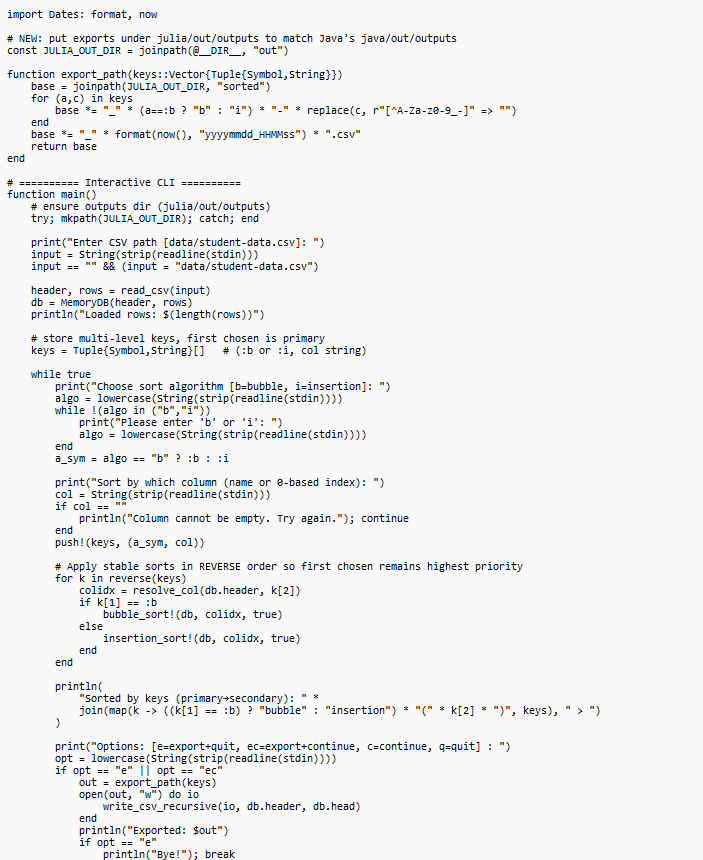 import Dates: format, now

# NEW: put exports under julia/out/outputs to match Java's java/out/outputs
const JULIA_OUT_DIR = joinpath(@__DIR__, "out")

function export_path(keys::Vector{Tuple{Symbol,String}})
    base = joinpath(JULIA_OUT_DIR, "sorted")
    for (a,c) in keys
        base *= "_" * (a==:b ? "b" : "i") * "-" * replace(c, r"[^A-Za-z0-9_-]" => "")
    end
    base *= "_" * format(now(), "yyyymmdd_HHMMss") * ".csv"
    return base
end

# ========== Interactive CLI ==========
function main()
    # ensure outputs dir (julia/out/outputs)
    try; mkpath(JULIA_OUT_DIR); catch; end

    print("Enter CSV path [data/student-data.csv]: ")
    input = String(strip(readline(stdin)))
    input == "" && (input = "data/student-data.csv")

    header, rows = read_csv(input)
    db = MemoryDB(header, rows)
    println("Loaded rows: $(length(rows))")

    # store multi-level keys, first chosen is primary
    keys = Tuple{Symbol,String}[]   # (:b or :i, col string)

    while true
        print("Choose sort algorithm [b=bubble, i=insertion]: ")
        algo = lowercase(String(strip(readline(stdin))))
        while !(algo in ("b","i"))
            print("Please enter 'b' or 'i': ")
            algo = lowercase(String(strip(readline(stdin))))
        end
        a_sym = algo == "b" ? :b : :i

        print("Sort by which column (name or 0-based index): ")
        col = String(strip(readline(stdin)))
        if col == ""
            println("Column cannot be empty. Try again."); continue
        end
        push!(keys, (a_sym, col))

        # Apply stable sorts in REVERSE order so first chosen remains highest priority
        for k in reverse(keys)
            colidx = resolve_col(db.header, k[2])
            if k[1] == :b
                bubble_sort!(db, colidx, true)
            else
                insertion_sort!(db, colidx, true)
            end
        end

        println(
            "Sorted by keys (primary→secondary): " *
            join(map(k -> ((k[1] == :b) ? "bubble" : "insertion") * "(" * k[2] * ")", keys), " > ")
        )

        print("Options: [e=export+quit, ec=export+continue, c=continue, q=quit] : ")
        opt = lowercase(String(strip(readline(stdin))))
        if opt == "e" || opt == "ec"
            out = export_path(keys)
            open(out, "w") do io
                write_csv_recursive(io, db.header, db.head)
            end
            println("Exported: $out")
            if opt == "e"
                println("Bye!"); break